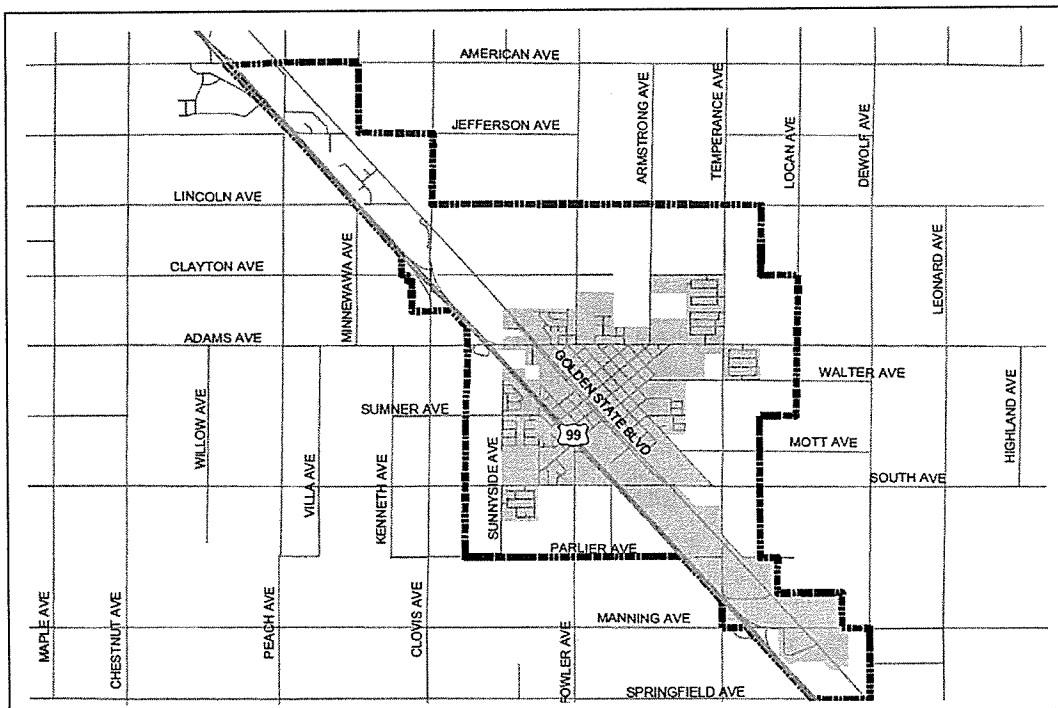 AMERICAN AVE
JEFFERSON AVE
ARMSTRONG AVE
TEMPERANCE AVE
LOCAN AVE
DEWOLF AVE
LINCOLN AVE
CLAYTON AVE
MINNEWAWA AVE
LEONARD AVE
ADAMS AVE
GOLDEN STATE BLVD
WALTER AVE
WILLOW AVE
SUMNER AVE
99
MOTT AVE
HIGHLAND AVE
VILLA AVE
KENNETH AVE
SUNNYSIDE AVE
SOUTH AVE
PARLIER AVE
MAPLE AVE
CHESTNUT AVE
PEACH AVE
CLOVIS AVE
FOWLER AVE
MANNING AVE
SPRINGFIELD AVE